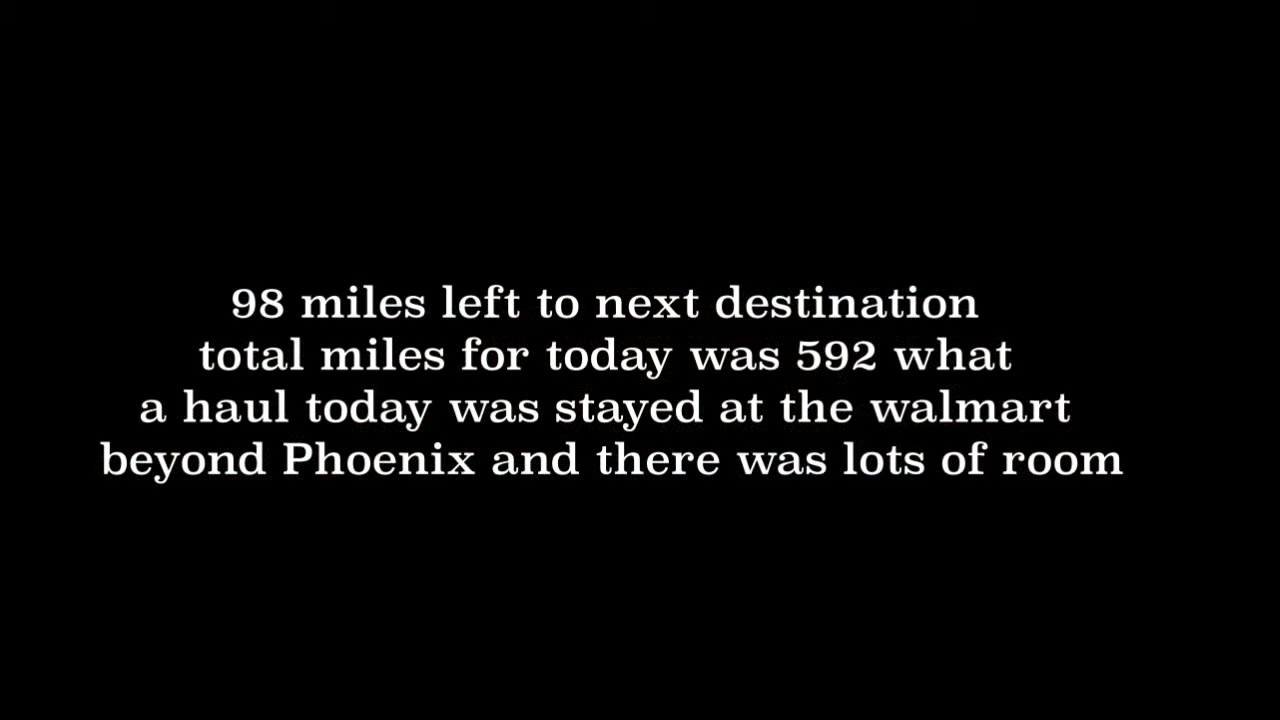 98 miles left to next destination
total miles for today was 592 what
a haul today was stayed at the walmart
beyond Phoenix and there was lots of room